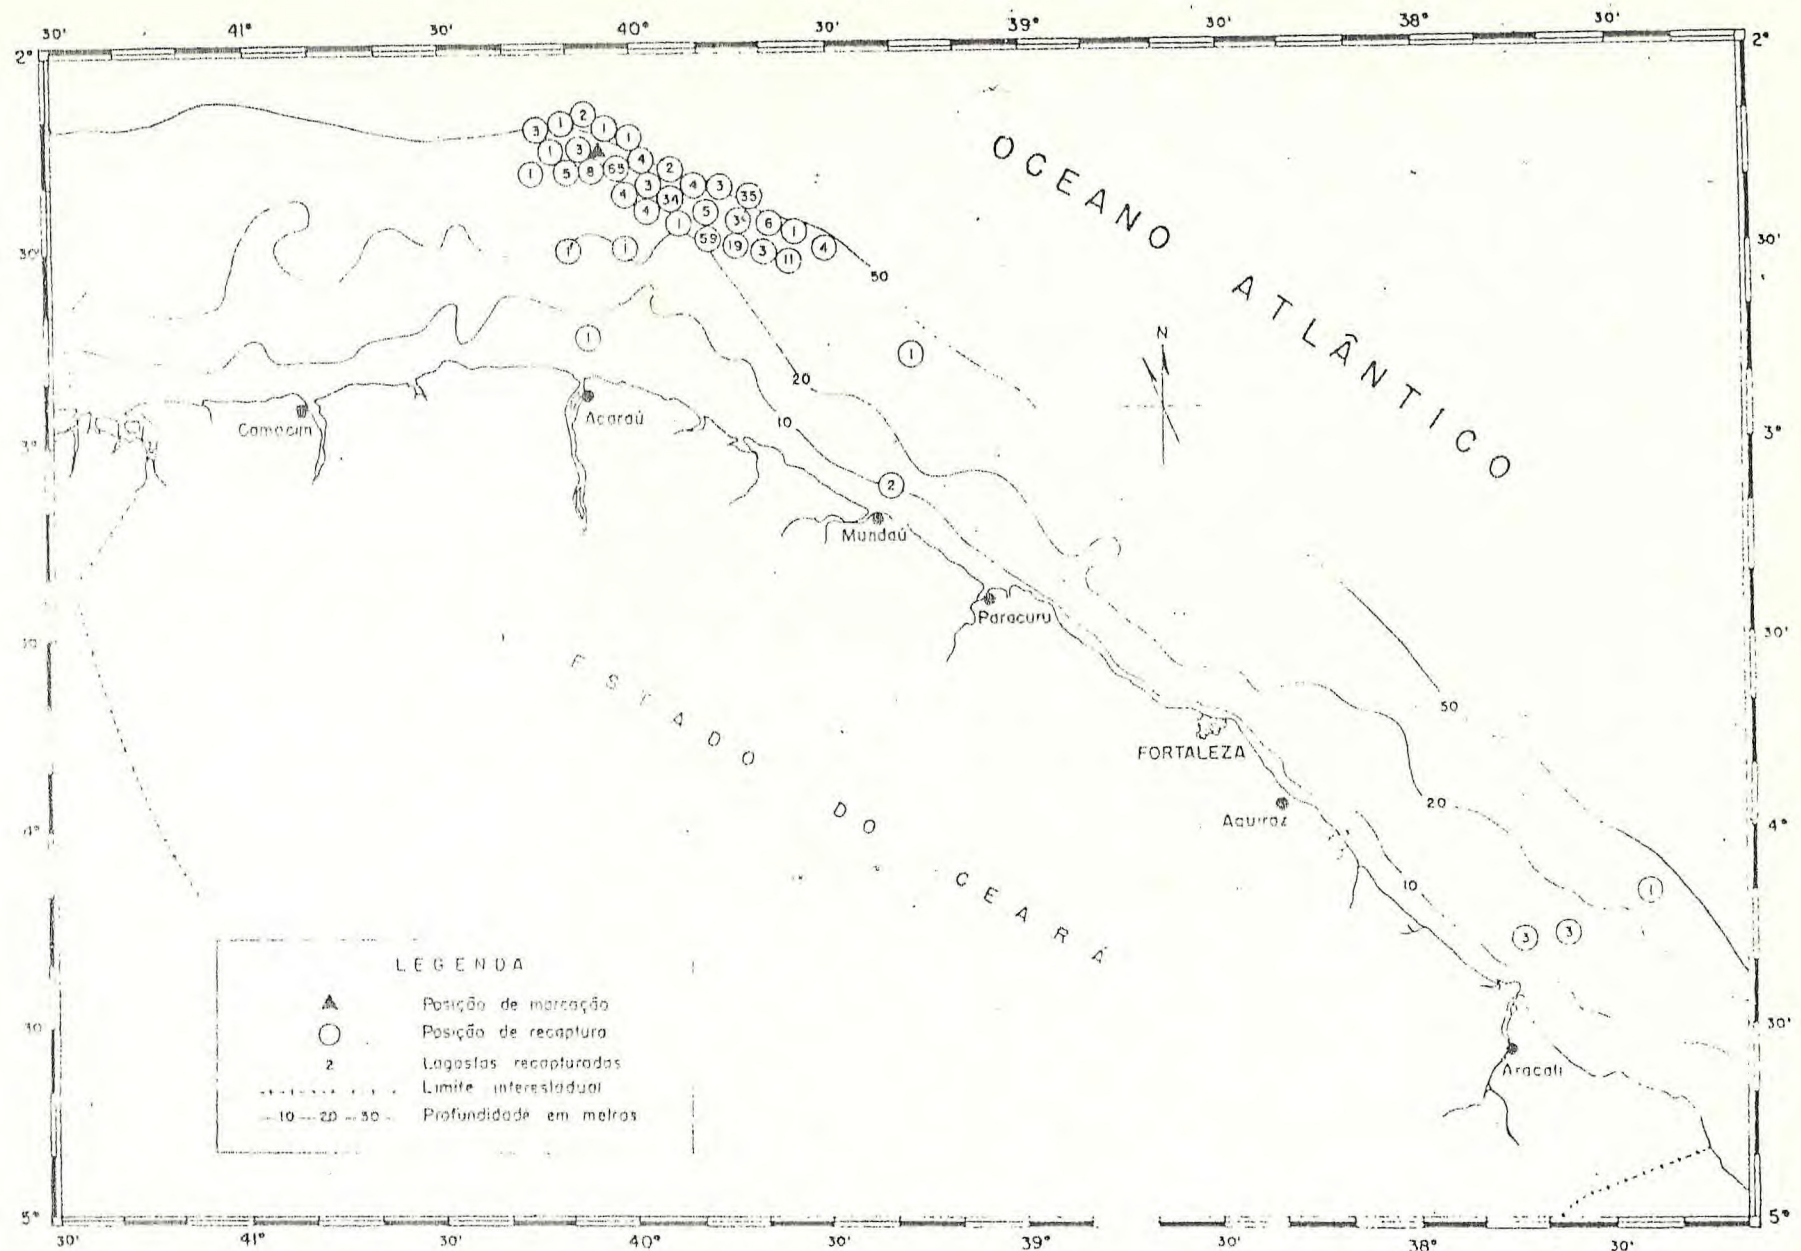 30' 41° 30' 40° 30' 39° 30' 38° 30'
2° 2°
2
3 1 1 1
1 3 4
1 5 8 65 2
3 4 3
4 34 35
4 5 6
1 1
59 19 3 11 4
1 1
30' 30'
50
OCEANO ATLÂNTICO
N
1
1
20
10
Camocim
Acaraú
3° 3°
2
Mundaú
Paracuru
30' 30'
ESTADO DO CEARÁ
50
FORTALEZA
20
Aquiraz
4° 4°
10
1
3 3
30' 30'
Aracati
LEGENDA
Posição de marcação
Posição de recaptura
2 Lagostas recapturadas
Limite interestadual
10 20 50 Profundidade em metros
5° 5°
30' 41° 30' 40° 30' 39° 30' 38° 30'